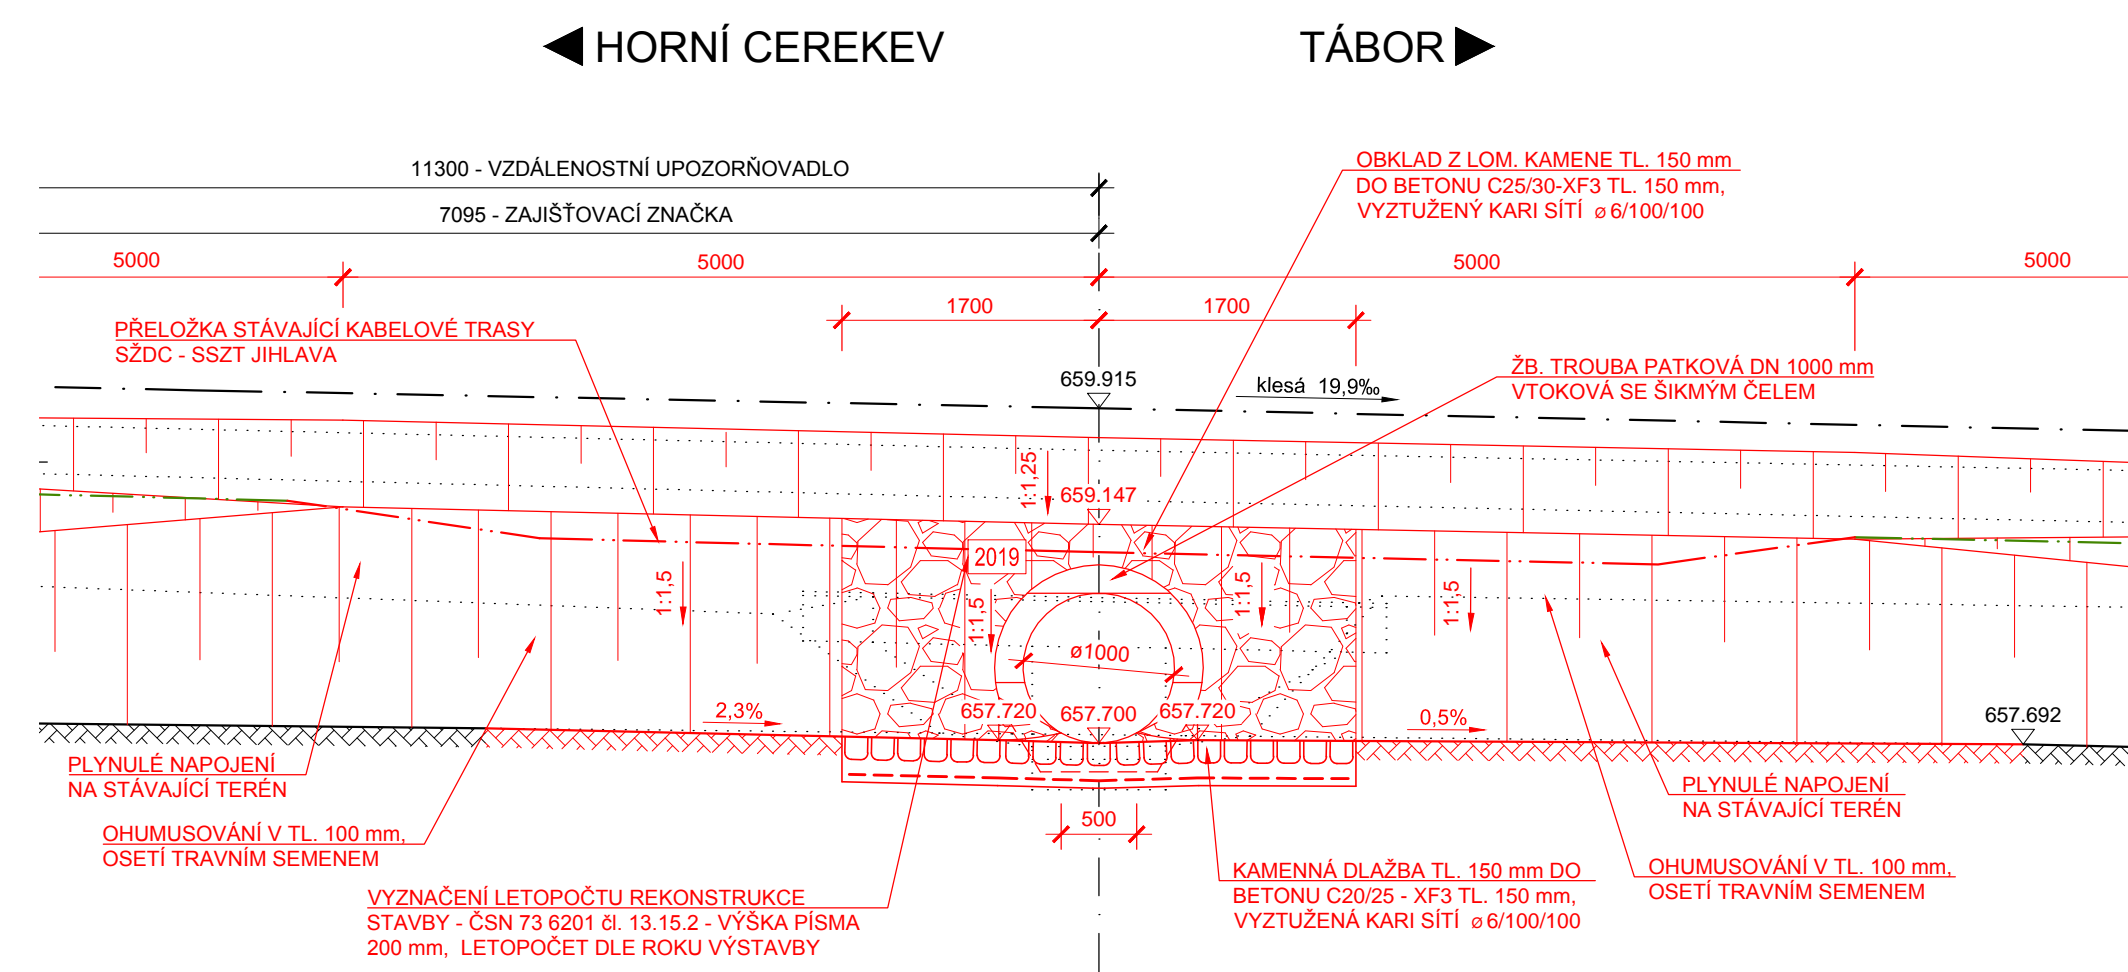 HORNÍ CEREKEV
TÁBOR
11300 - VZDÁLENOSTNÍ UPOZORŇOVADLO
7095 - ZAJIŠŤOVACÍ ZNAČKA
OBKLAD Z LOM. KAMENE TL. 150 mm
DO BETONU C25/30-XF3 TL. 150 mm,
VYZTUŽENÝ KARI SÍTÍ ø 6/100/100
5000
5000
5000
5000
1700
1700
PŘELOŽKA STÁVAJÍCÍ KABELOVÉ TRASY
SŽDC - SSZT JIHLAVA
659.915
klesá 19,9‰
ŽB. TROUBA PATKOVÁ DN 1000 mm
VTOKOVÁ SE ŠIKMÝM ČELEM
1:1,25
659.147
2019
1:1,5
1:1,5
1:1,5
1:1,5
ø1000
2,3%
657.720
657.700
657.720
0,5%
657.692
PLYNULÉ NAPOJENÍ
NA STÁVAJÍCÍ TERÉN
PLYNULÉ NAPOJENÍ
NA STÁVAJÍCÍ TERÉN
500
OHUMUSOVÁNÍ V TL. 100 mm,
OSETÍ TRAVNÍM SEMENEM
KAMENNÁ DLAŽBA TL. 150 mm DO
BETONU C20/25 - XF3 TL. 150 mm,
VYZTUŽENÁ KARI SÍTÍ ø 6/100/100
OHUMUSOVÁNÍ V TL. 100 mm,
OSETÍ TRAVNÍM SEMENEM
VYZNAČENÍ LETOPOČTU REKONSTRUKCE
STAVBY - ČSN 73 6201 čl. 13.15.2 - VÝŠKA PÍSMA
200 mm, LETOPOČET DLE ROKU VÝSTAVBY